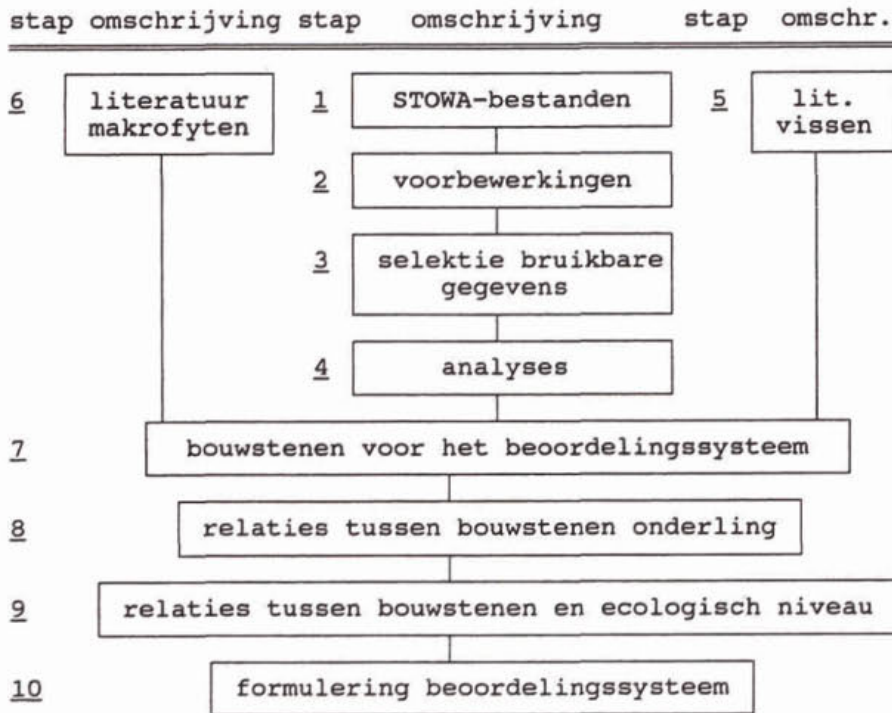 stap omschrijving stap omschrijving stap omschr.
6 literatuur makrofyten
1 STOWA-bestanden
5 lit. vissen
2 voorbewerkingen
3 selektie bruikbare gegevens
4 analyses
7 bouwstenen voor het beoordelingssysteem
8 relaties tussen bouwstenen onderling
9 relaties tussen bouwstenen en ecologisch niveau
10 formulering beoordelingssysteem